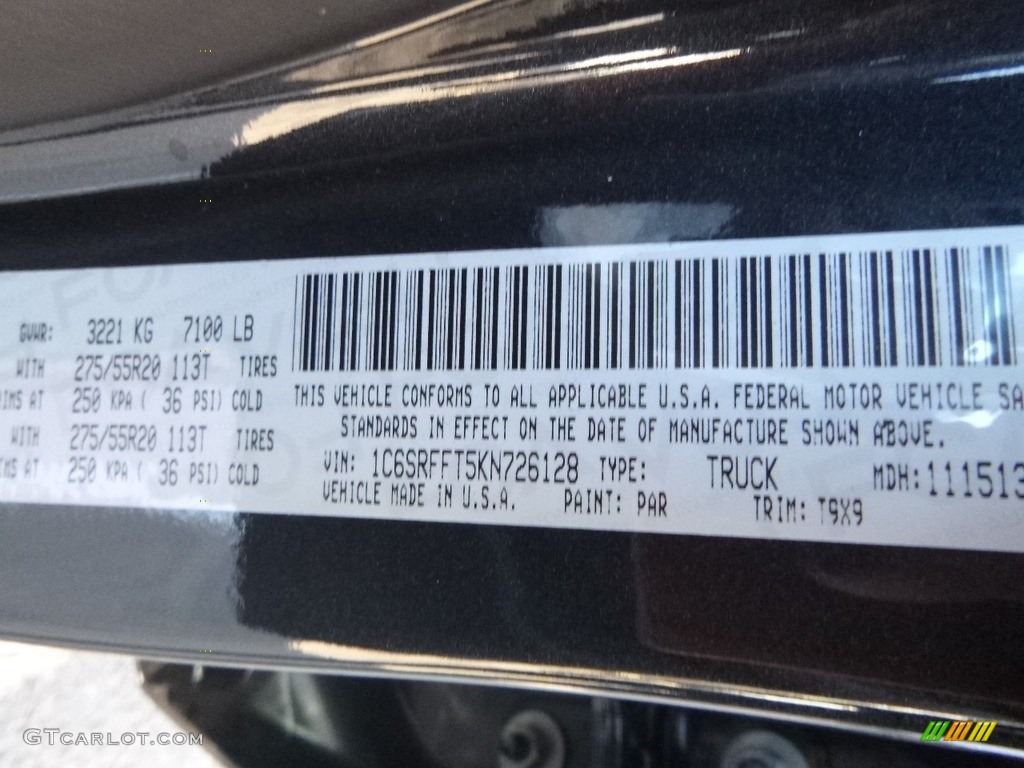 GVWR: 3221 KG 7100 LB
WITH 275/55R20 113T TIRES
IMS AT 250 KPA ( 36 PSI) COLD
WITH 275/55R20 113T TIRES
IMS AT 250 KPA ( 36 PSI) COLD
THIS VEHICLE CONFORMS TO ALL APPLICABLE U.S.A. FEDERAL MOTOR VEHICLE SA
STANDARDS IN EFFECT ON THE DATE OF MANUFACTURE SHOWN ABOVE.
VIN: 1C6SRFFT5KN726128 TYPE: TRUCK MDH: 111513
VEHICLE MADE IN U.S.A. PAINT: PAR TRIM: T9X9
GTcarlot.com